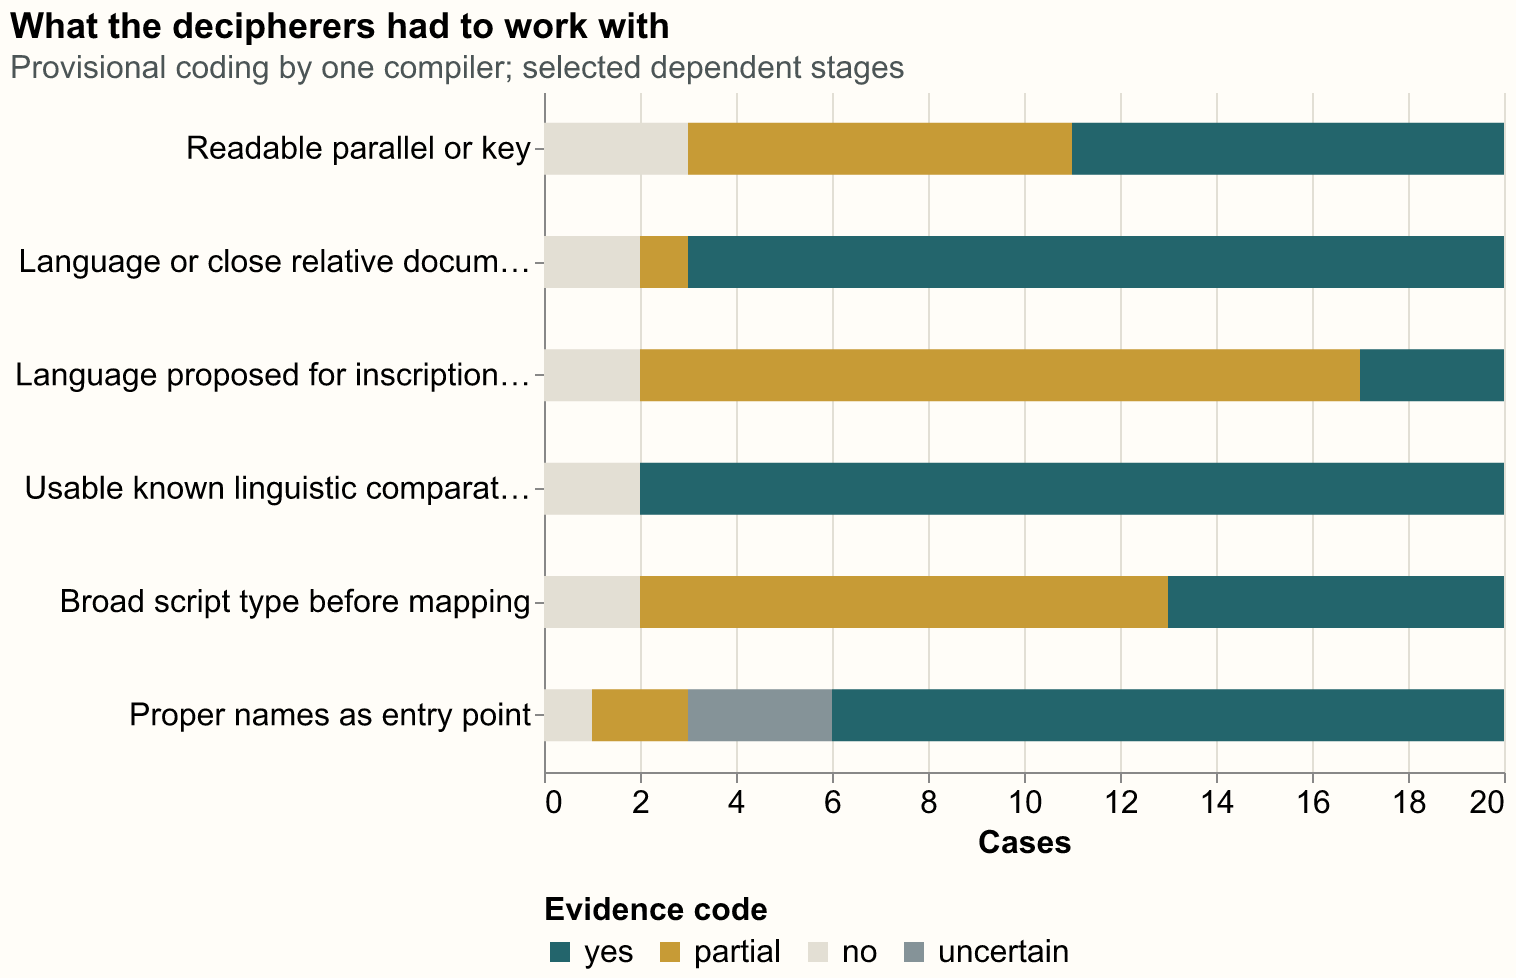 What the decipherers had to work with
Provisional coding by one compiler; selected dependent stages
Readable parallel or key
Language or close relative docum…
Language proposed for inscription…
Usable known linguistic comparat…
Broad script type before mapping
Proper names as entry point
0 2 4 6 8 10 12 14 16 18 20
Cases
Evidence code
yes partial no uncertain